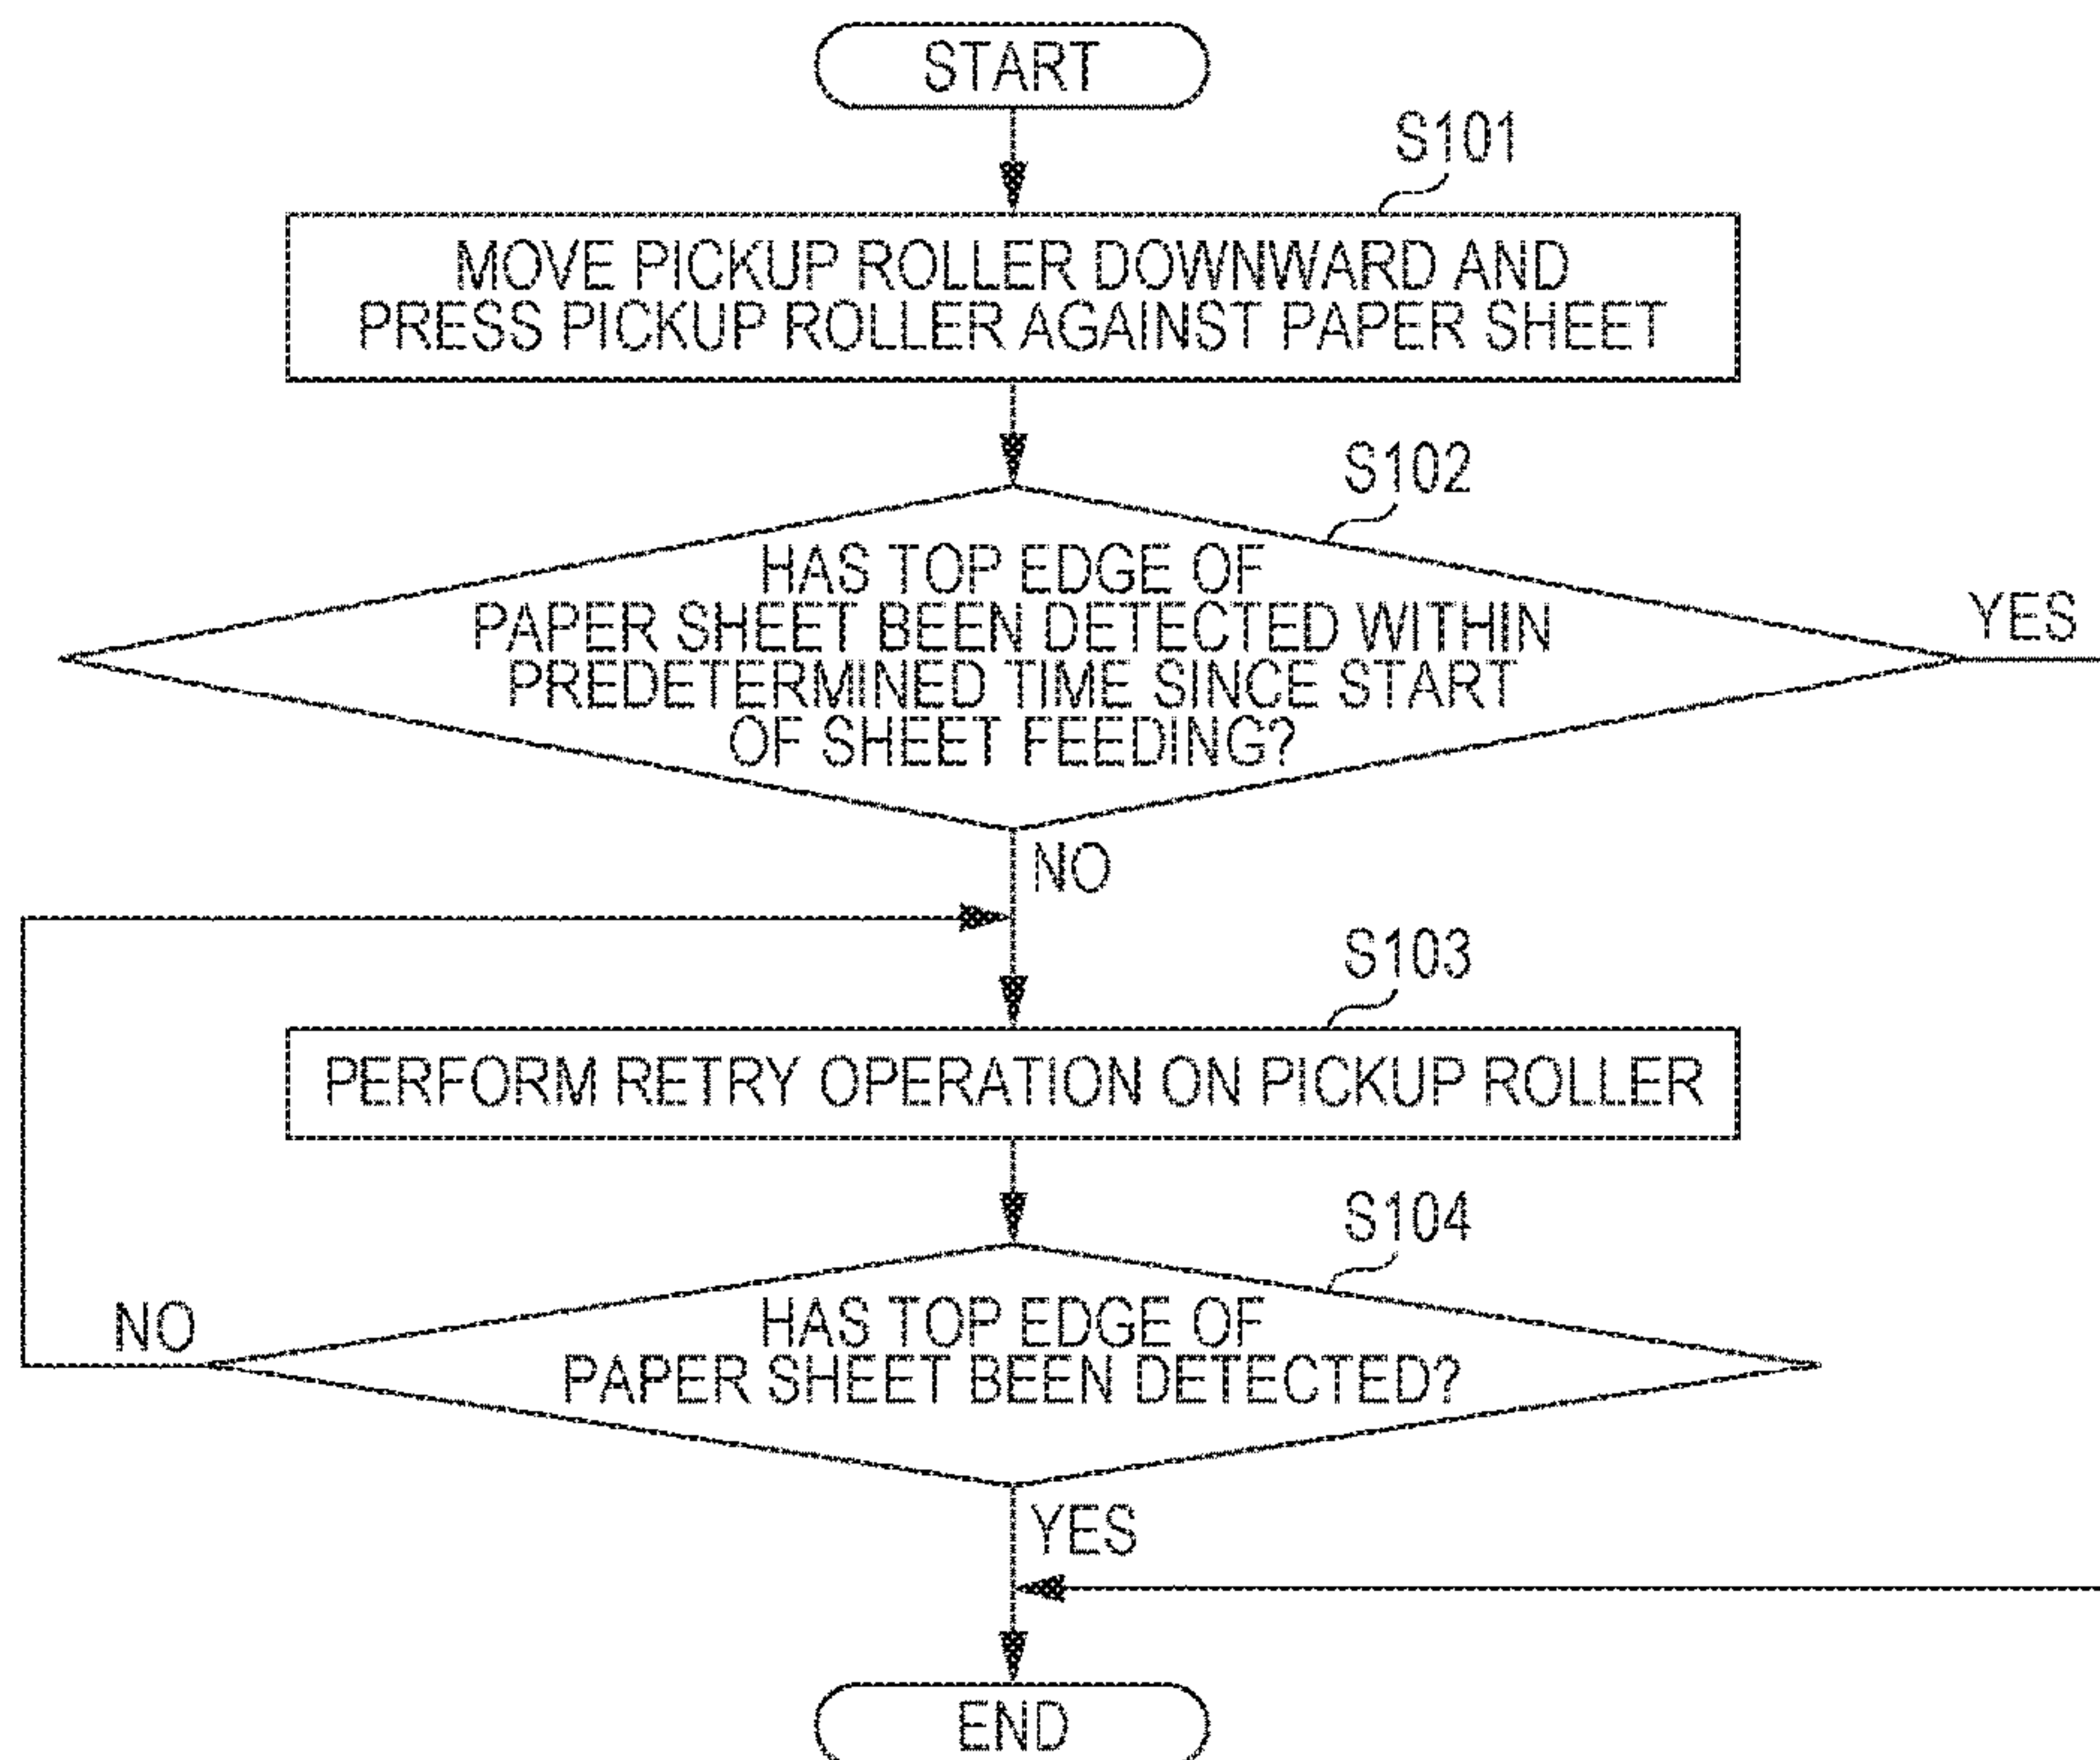 START
S101
MOVE PICKUP ROLLER DOWNWARD AND
PRESS PICKUP ROLLER AGAINST PAPER SHEET
S102
HAS TOP EDGE OF
PAPER SHEET BEEN DETECTED WITHIN
PREDETERMINED TIME SINCE START
OF SHEET FEEDING?
YES
NO
S103
PERFORM RETRY OPERATION ON PICKUP ROLLER
S104
HAS TOP EDGE OF
PAPER SHEET BEEN DETECTED?
NO
YES
END